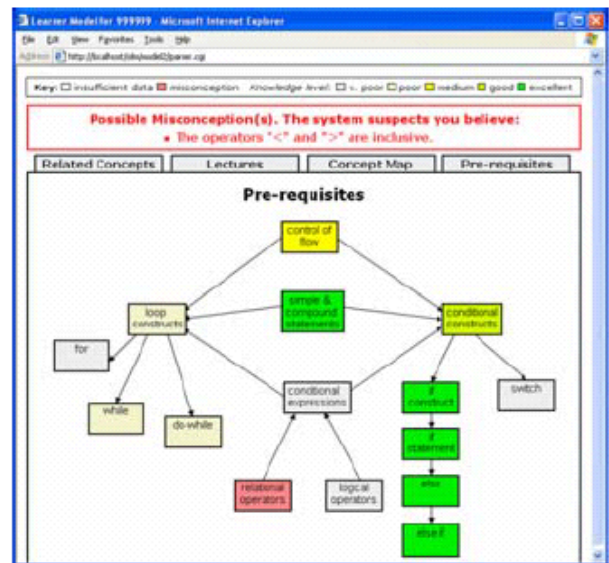 Learner Model for 999999 - Microsoft Internet Explorer
File Edit View Favorites Tools Help
Address
Key: insufficient data misconception Knowledge level: v. poor poor medium good excellent
Possible Misconception(s). The system suspects you believe:
• The operators "<" and ">" are inclusive.
Related Concepts Lectures Concept Map Pre-requisites
Pre-requisites
control of
flow
simple &
compound
statements
loop
constructs
conditional
constructs
for
while
do-while
conditional
expressions
if
construct
switch
if
statement
relational
operators
logical
operators
else
else if